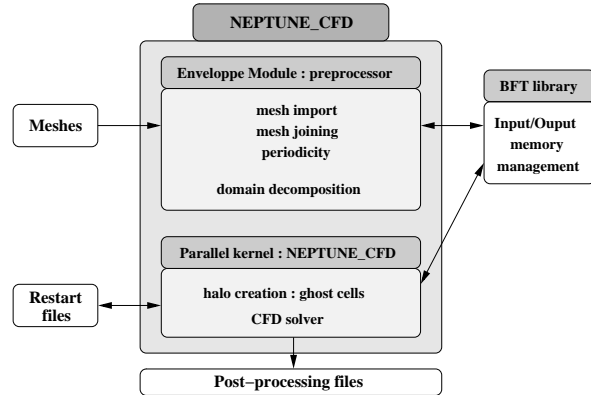 NEPTUNE_CFD
Enveloppe Module : preprocessor
mesh import
mesh joining
periodicity
domain decomposition
Meshes
BFT library
Input/Ouput
memory
management
Parallel kernel : NEPTUNE_CFD
halo creation : ghost cells
CFD solver
Restart
files
Post−processing files